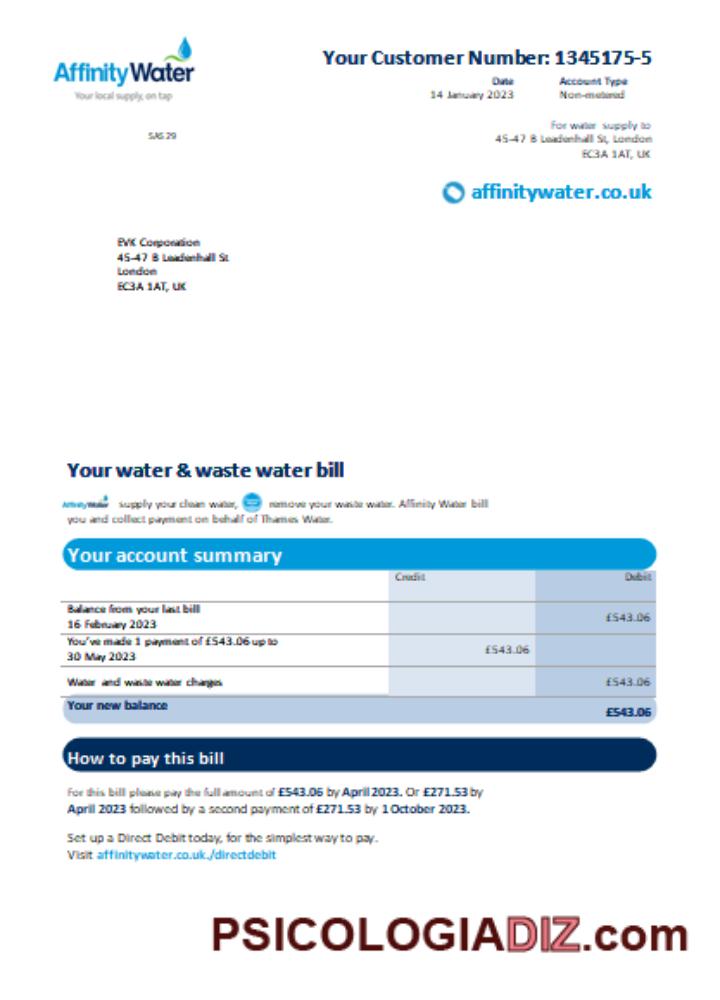 AffinityWater
Your local supply, on tap
Your Customer Number: 1345175-5
Date Account Type
14 January 2023 Non-metered
SAS 29
For water supply to
45-47 B Leadenhall St, London
EC3A 1AT, UK
affinitywater.co.uk
EVK Corporation
45-47 B Leadenhall St
London
EC3A 1AT, UK
Your water & waste water bill
AffinityWater supply your clean water, remove your waste water. Affinity Water bill
you and collect payment on behalf of Thames Water.
Your account summary
Credit Debit
Balance from your last bill
16 February 2023 £543.06
You've made 1 payment of £543.06 up to
30 May 2023 £543.06
Water and waste water charges £543.06
Your new balance £543.06
How to pay this bill
For this bill please pay the full amount of £543.06 by April 2023. Or £271.53 by
April 2023 followed by a second payment of £271.53 by 1 October 2023.
Set up a Direct Debit today, for the simplest way to pay.
Visit affinitywater.co.uk./directdebit
PSICOLOGIADIZ.com